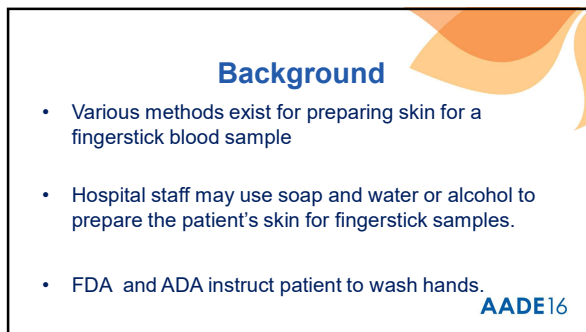 Background
• Various methods exist for preparing skin for a
fingerstick blood sample
• Hospital staff may use soap and water or alcohol to
prepare the patient's skin for fingerstick samples.
• FDA and ADA instruct patient to wash hands.
AADE16